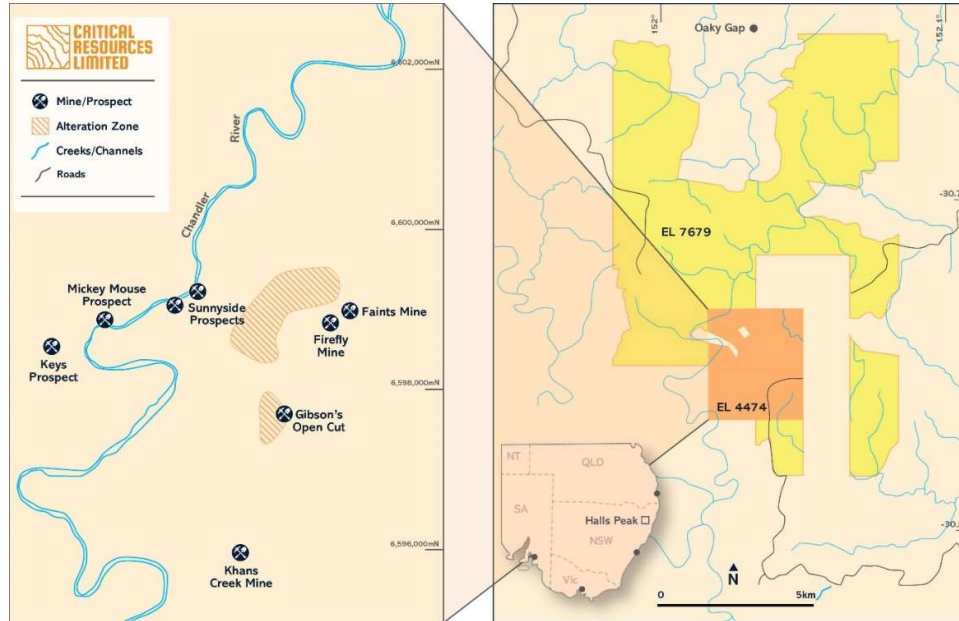 CRITICAL
RESOURCES
LIMITED
Mine/Prospect
Alteration Zone
Creeks/Channels
Roads
6,602,000mN
River
Chandler
6,600,000mN
Mickey Mouse
Prospect
Sunnyside
Prospects
Faints Mine
Firefly
Mine
Keys
Prospect
6,598,000mN
Gibson's
Open Cut
6,596,000mN
Khans
Creek Mine
152°
152.1°
Oaky Gap
-30.7
EL 7679
EL 4474
NT
QLD
SA
Halls Peak
NSW
Vic
-30.
N
0
5km